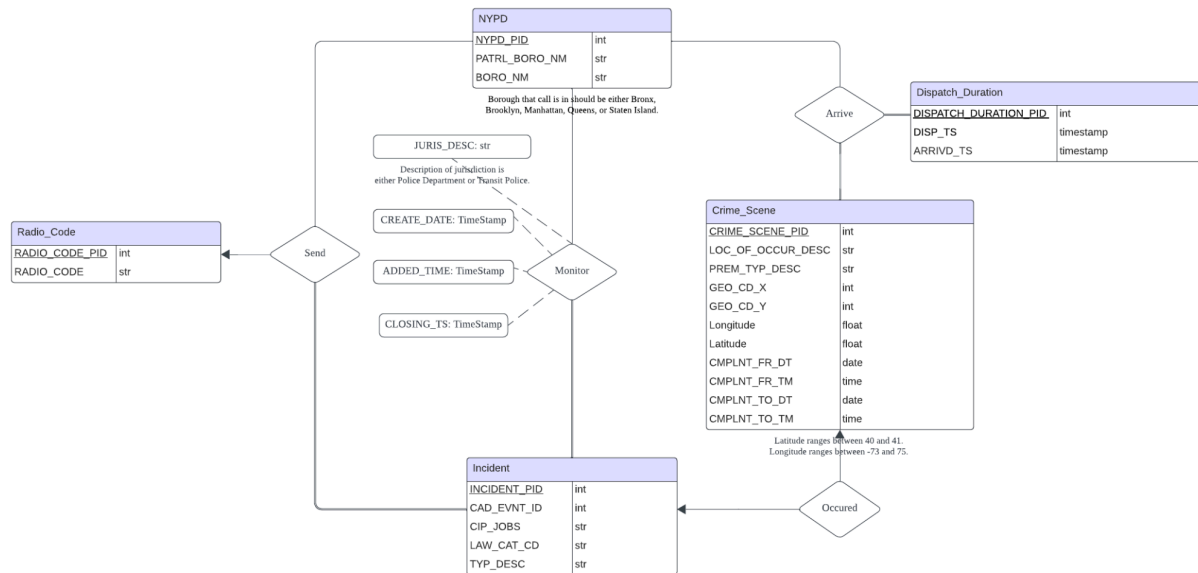 NYPD
NYPD_PID int
PATRL_BORO_NM str
BORO_NM str
Borough that call is in should be either Bronx,
Brooklyn, Manhattan, Queens, or Staten Island.
Arrive
Dispatch_Duration
DISPATCH_DURATION_PID int
DISP_TS timestamp
ARRIVD_TS timestamp
JURIS_DESC: str
Description of jurisdiction is
either Police Department or Transit Police.
CREATE_DATE: TimeStamp
ADDED_TIME: TimeStamp
CLOSING_TS: TimeStamp
Monitor
Radio_Code
RADIO_CODE_PID int
RADIO_CODE str
Send
Crime_Scene
CRIME_SCENE_PID int
LOC_OF_OCCUR_DESC str
PREM_TYP_DESC str
GEO_CD_X int
GEO_CD_Y int
Longitude float
Latitude float
CMPLNT_FR_DT date
CMPLNT_FR_TM time
CMPLNT_TO_DT date
CMPLNT_TO_TM time
Latitude ranges between 40 and 41.
Longitude ranges between -73 and 75.
Incident
INCIDENT_PID int
CAD_EVNT_ID int
CIP_JOBS str
LAW_CAT_CD str
TYP_DESC str
Occured